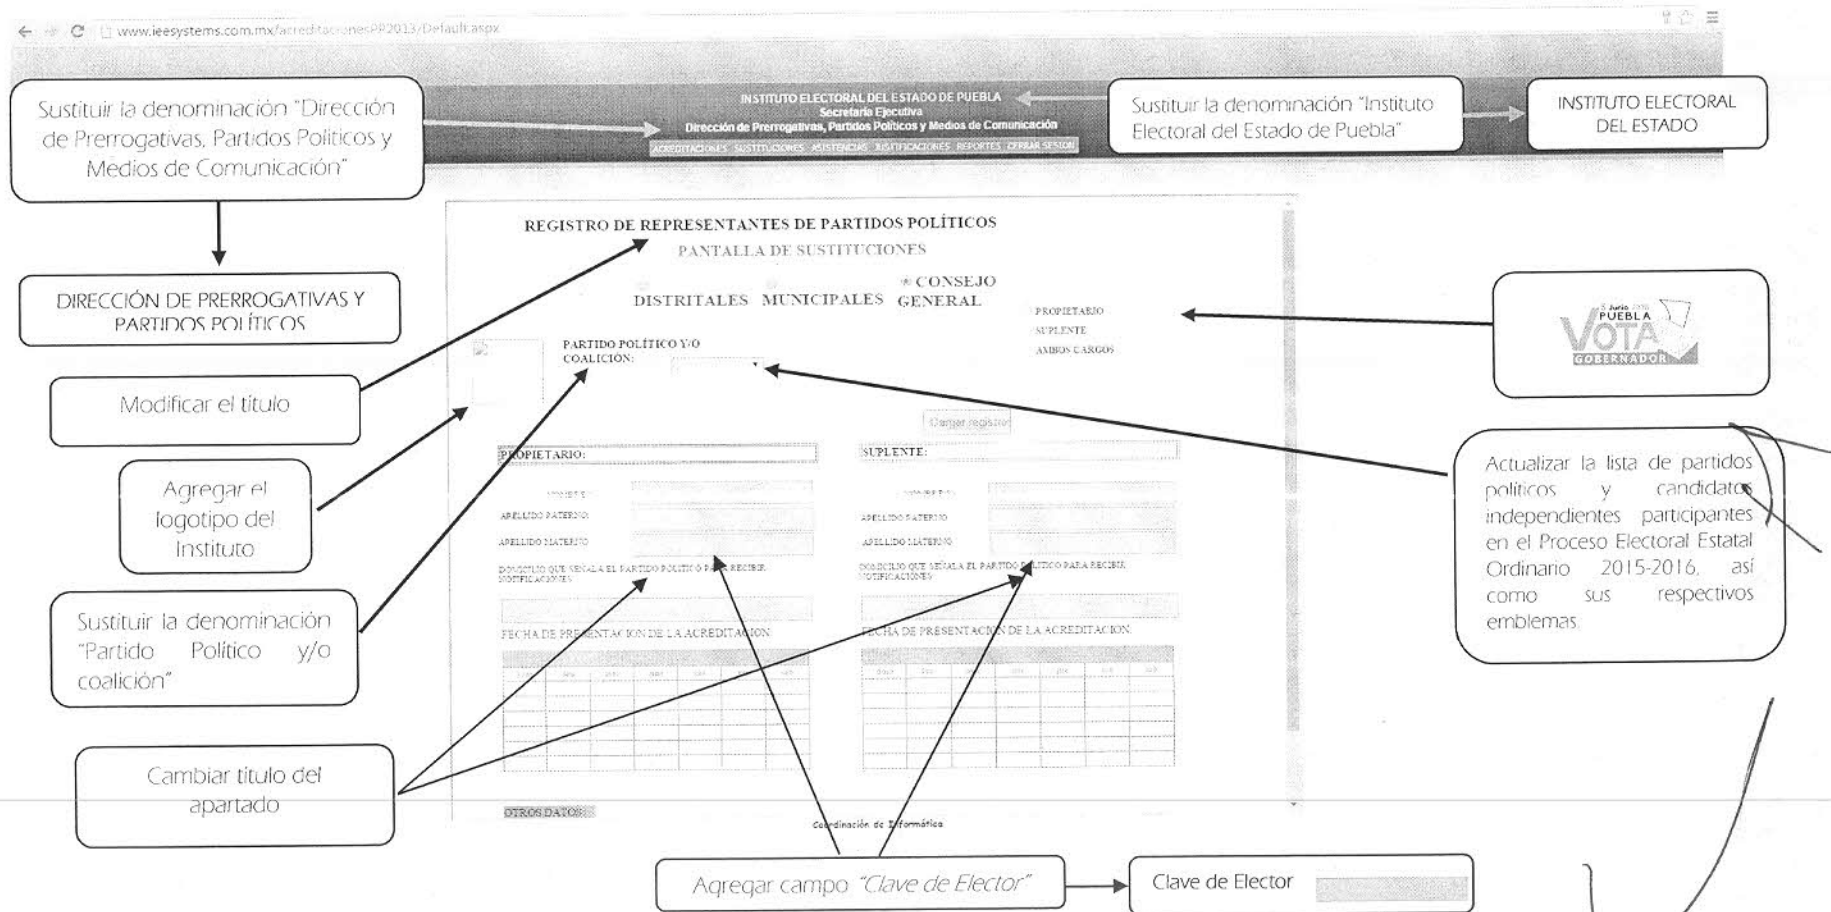 www.ieesystems.com.mx/acreditacionesPP2013/Default.aspx
Sustituir la denominación "Dirección
de Prerrogativas, Partidos Políticos y
Medios de Comunicación"
INSTITUTO ELECTORAL DEL ESTADO DE PUEBLA
Secretaría Ejecutiva
Dirección de Prerrogativas, Partidos Políticos y Medios de Comunicación
ACREDITACIONES SUSTITUCIONES ASISTENCIAS JUSTIFICACIONES REPORTES CERRAR SESION
Sustituir la denominación "Instituto
Electoral del Estado de Puebla"
INSTITUTO ELECTORAL
DEL ESTADO
REGISTRO DE REPRESENTANTES DE PARTIDOS POLÍTICOS
PANTALLA DE SUSTITUCIONES
DISTRITALES MUNICIPALES
CONSEJO
GENERAL
PROPIETARIO
SUPLENTE
AMBOS CARGOS
DIRECCIÓN DE PRERROGATIVAS Y
PARTIDOS POLÍTICOS
5 Junio 2016
PUEBLA
VOTA
GOBERNADOR
PARTIDO POLÍTICO Y/O
COALICIÓN:
Modificar el título
Cargar registros
Agregar el
logotipo del
Instituto
Actualizar la lista de partidos
políticos y candidatos
independientes participantes
en el Proceso Electoral Estatal
Ordinario 2015-2016, así
como sus respectivos
emblemas.
PROPIETARIO:
APELLIDO PATERNO:
APELLIDO MATERNO
DOMICILIO QUE SEÑALA EL PARTIDO POLÍTICO PARA RECIBIR
NOTIFICACIONES
FECHA DE PRESENTACION DE LA ACREDITACION:
SUPLENTE:
APELLIDO PATERNO
APELLIDO MATERNO
DOMICILIO QUE SEÑALA EL PARTIDO POLITICO PARA RECIBIR
NOTIFICACIONES
FECHA DE PRESENTACION DE LA ACREDITACION:
Sustituir la denominación
"Partido Político y/o
coalición"
Cambiar título del
apartado
OTROS DATOS
Coordinación de Informática
Agregar campo "Clave de Elector"
Clave de Elector